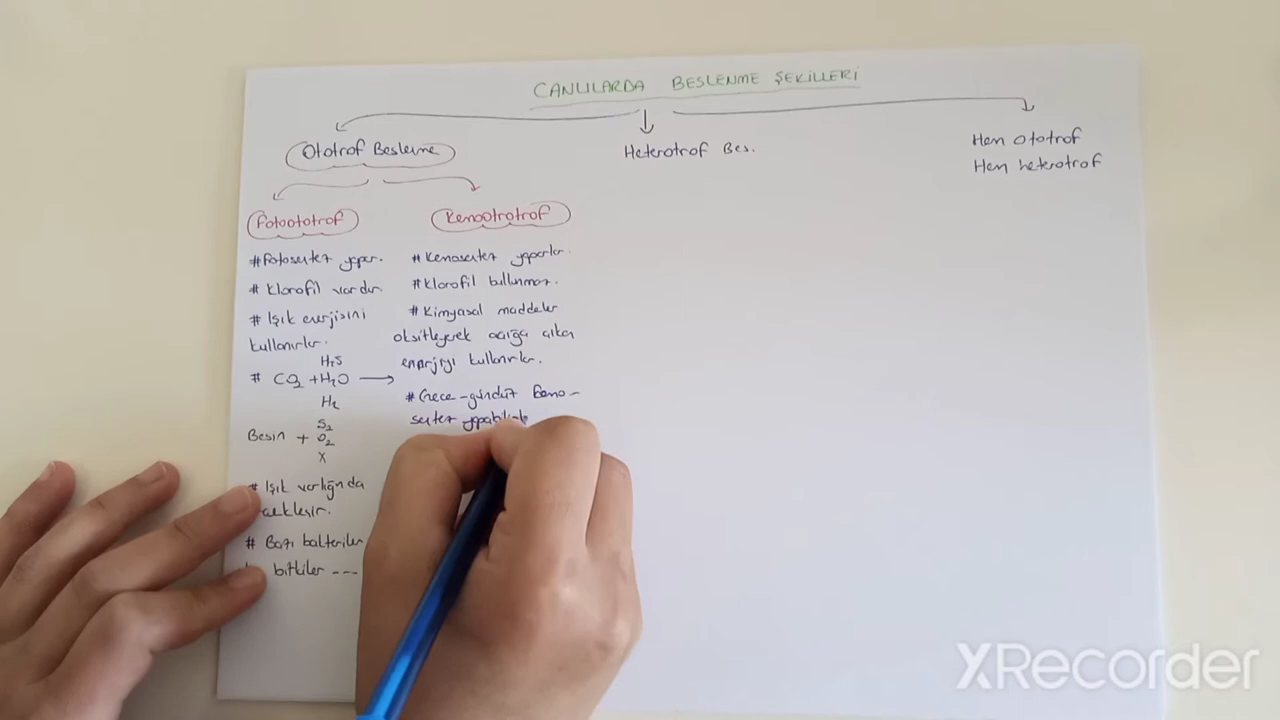 CANLILARDA BESLENME ŞEKİLLERİ
Ototrof Beslenme
Heterotrof Bes.
Hem ototrof
Hem heterotrof
Fotoototrof
Kemoototrof
#Fotosentez yapar.
# Klorofil vardır
# Işık enerjisini
kullanırlar.
H₂S
# CO₂ + H₂O →
H₂
Besin + S₂
O₂
X
# Işık varlığında
# Bazı bakteriler
bitkiler ---
#Kemosentez yaparlar.
#Klorofil bulunmaz.
#Kimyasal maddeler
oksitleyerek açığa çıkan
enerjiyi kullanırlar.
#Gece-gündüz kemo-
sentez
XRecorder